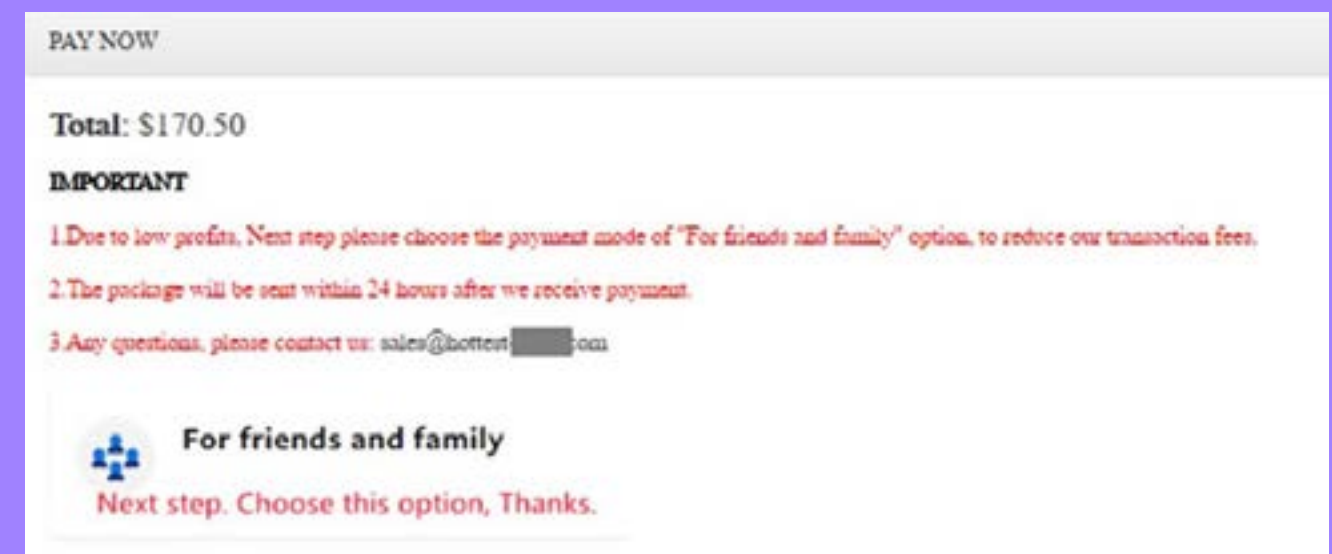 PAY NOW
Total: $170.50
IMPORTANT
1.Due to low profits, Next step please choose the payment mode of "For friends and family" option, to reduce our transaction fees.
2.The package will be sent within 24 hours after we receive payment.
3.Any questions, please contact us: sales@hottest om
For friends and family
Next step. Choose this option, Thanks.